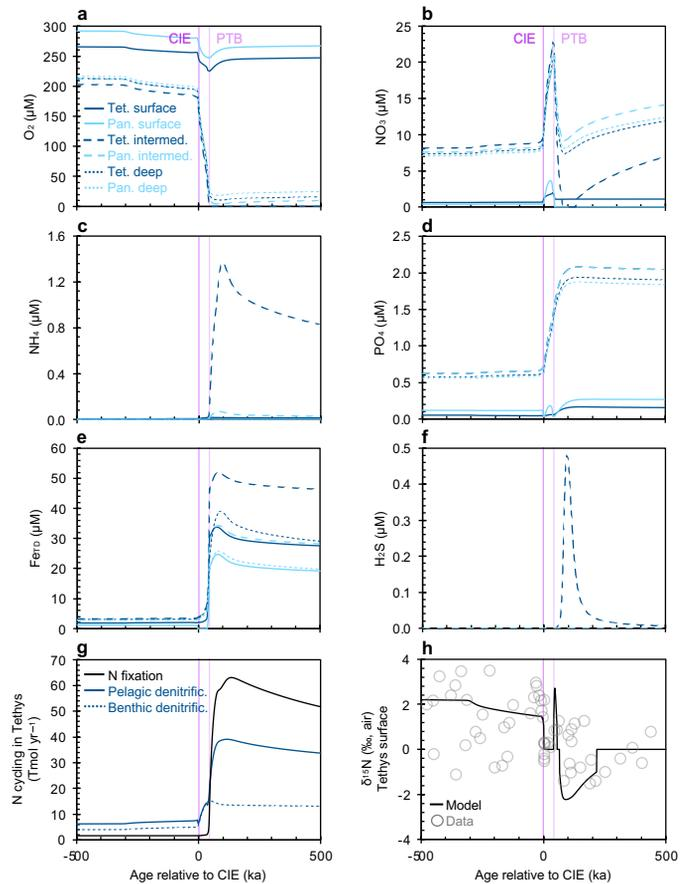 a
300
250
200
150
100
50
0
O₂ (μM)
CIE
PTB
Tet. surface
Pan. surface
Tet. intermed.
Pan. intermed.
Tet. deep
Pan. deep
b
25
20
15
10
5
0
NO₃ (μM)
CIE
PTB
c
1.6
1.2
0.8
0.4
0.0
NH₄ (μM)
d
2.5
2.0
1.5
1.0
0.5
0.0
PO₄ (μM)
e
60
50
40
30
20
10
0
Feᴛᴅ (μM)
f
0.5
0.4
0.3
0.2
0.1
0.0
H₂S (μM)
g
70
60
50
40
30
20
10
0
N cycling in Tethys
(Tmol yr−¹)
N fixation
Pelagic denitrific.
Benthic denitrific.
-500
0
500
Age relative to CIE (ka)
h
4
2
0
-2
-4
δ¹⁵N (‰, air)
Tethys surface
Model
Data
-500
0
500
Age relative to CIE (ka)